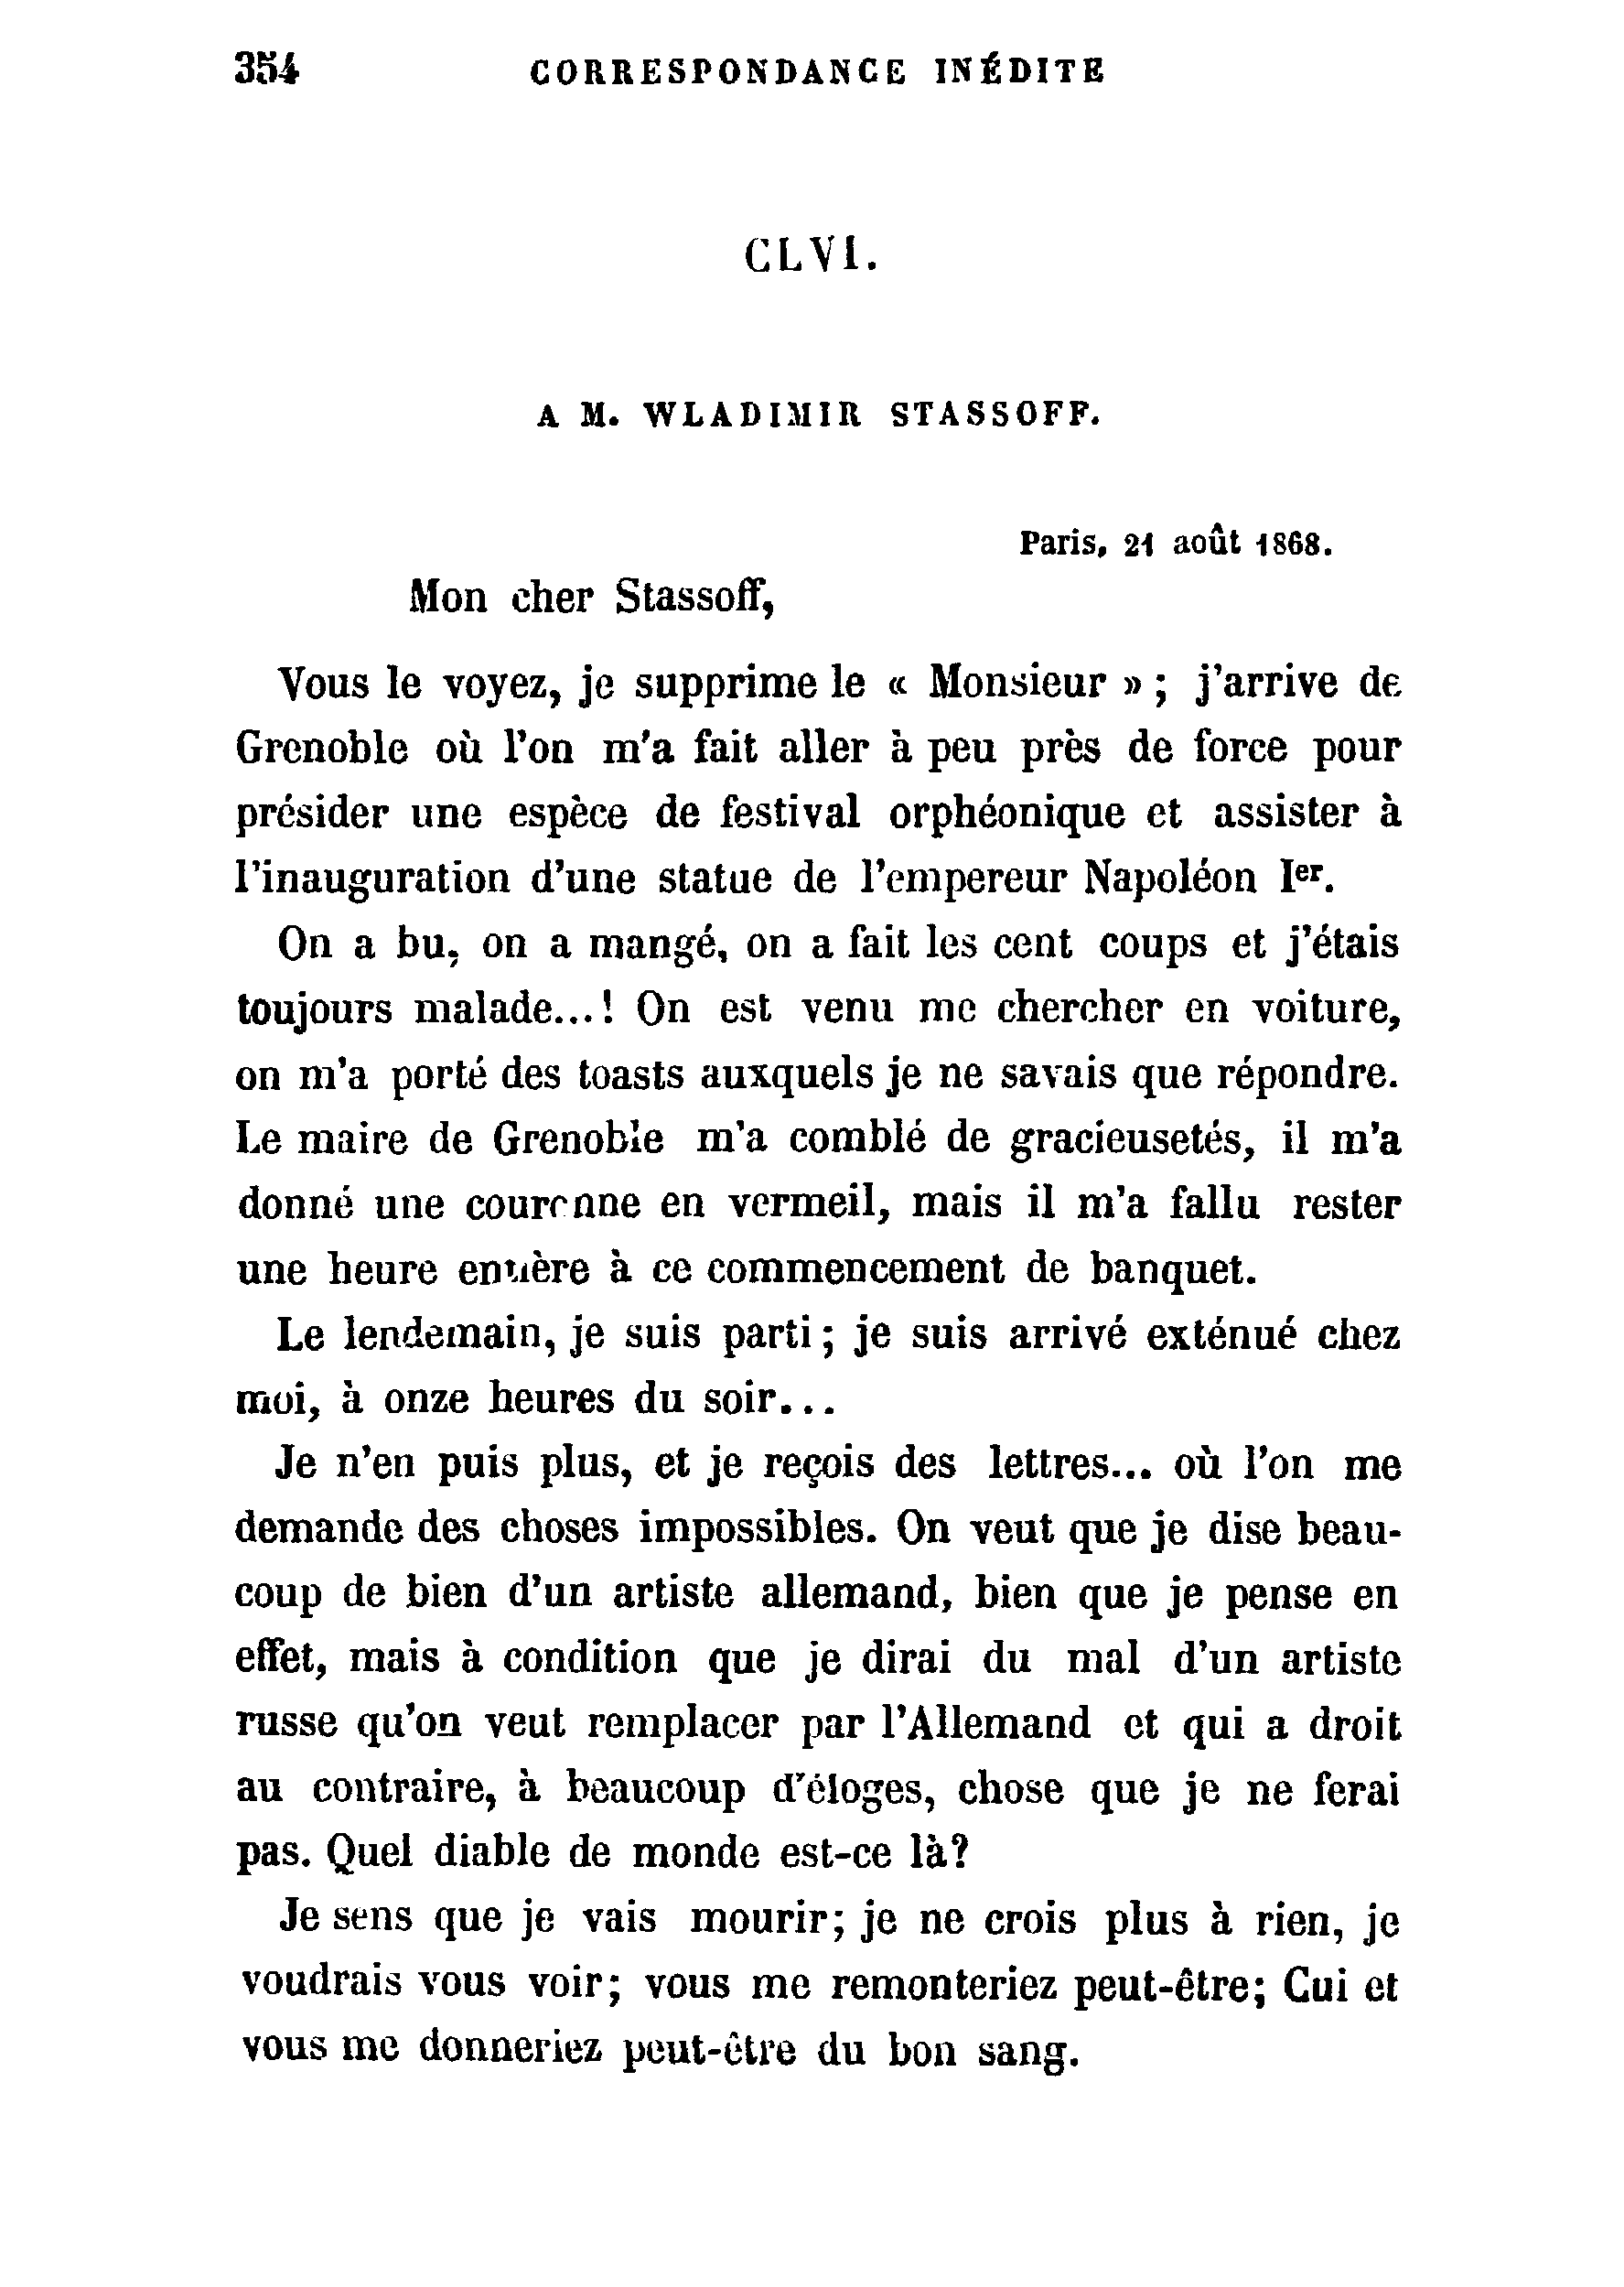 354 CORRESPONDANCE INÉDITE
CLVI.
A M. WLADIMIR STASSOFF.
Paris, 21 août 1868.
Mon cher Stassoff,
Vous le voyez, je supprime le « Monsieur » ; j'arrive de
Grenoble où l'on m'a fait aller à peu près de force pour
présider une espèce de festival orphéonique et assister à
l'inauguration d'une statue de l'empereur Napoléon Ier.
On a bu, on a mangé, on a fait les cent coups et j'étais
toujours malade...! On est venu me chercher en voiture,
on m'a porté des toasts auxquels je ne savais que répondre.
Le maire de Grenoble m'a comblé de gracieusetés, il m'a
donné une couronne en vermeil, mais il m'a fallu rester
une heure entière à ce commencement de banquet.
Le lendemain, je suis parti ; je suis arrivé exténué chez
moi, à onze heures du soir...
Je n'en puis plus, et je reçois des lettres... où l'on me
demande des choses impossibles. On veut que je dise beau-
coup de bien d'un artiste allemand, bien que je pense en
effet, mais à condition que je dirai du mal d'un artiste
russe qu'on veut remplacer par l'Allemand et qui a droit
au contraire, à beaucoup d'éloges, chose que je ne ferai
pas. Quel diable de monde est-ce là?
Je sens que je vais mourir; je ne crois plus à rien, je
voudrais vous voir; vous me remonteriez peut-être; Cui et
vous me donneriez peut-être du bon sang.